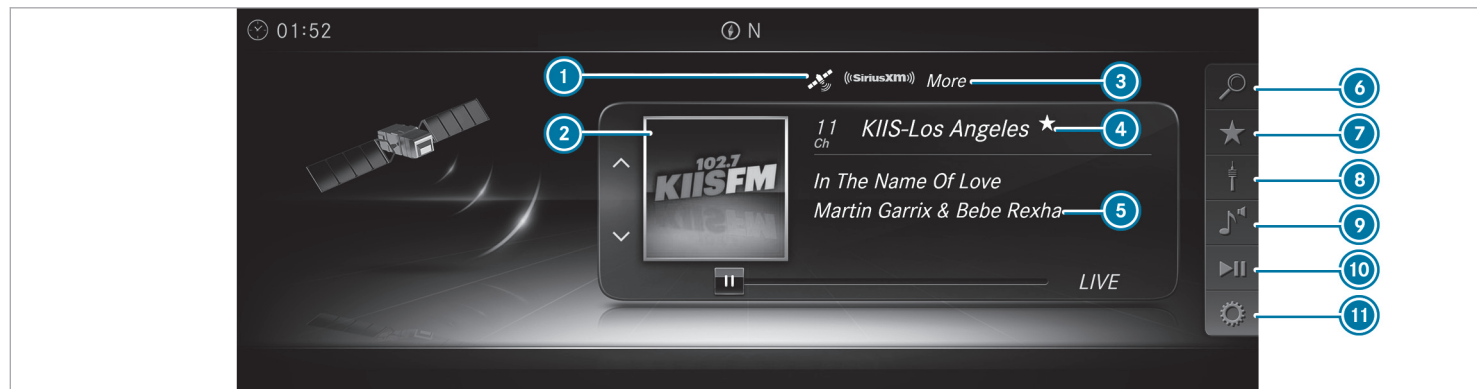 01:52
N
1
((SiriusXM)) More
3
6
2
11 KIIS-Los Angeles
4
Ch
7
102.7
KIISFM
8
In The Name Of Love
Martin Garrix & Bebe Rexha
5
9
10
LIVE
11